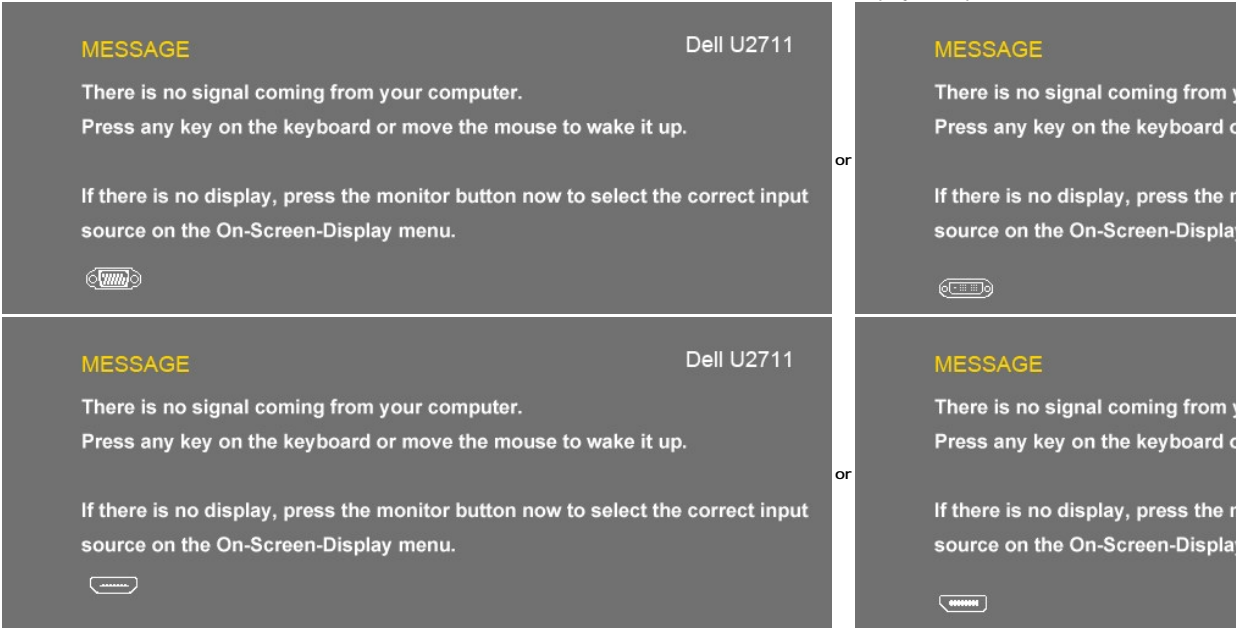 MESSAGE Dell U2711
There is no signal coming from your computer.
Press any key on the keyboard or move the mouse to wake it up.
If there is no display, press the monitor button now to select the correct input
source on the On-Screen-Display menu.
or
MESSAGE
There is no signal coming from
Press any key on the keyboard
If there is no display, press the
source on the On-Screen-Display
MESSAGE Dell U2711
There is no signal coming from your computer.
Press any key on the keyboard or move the mouse to wake it up.
If there is no display, press the monitor button now to select the correct input
source on the On-Screen-Display menu.
or
MESSAGE
There is no signal coming from
Press any key on the keyboard
If there is no display, press the
source on the On-Screen-Display